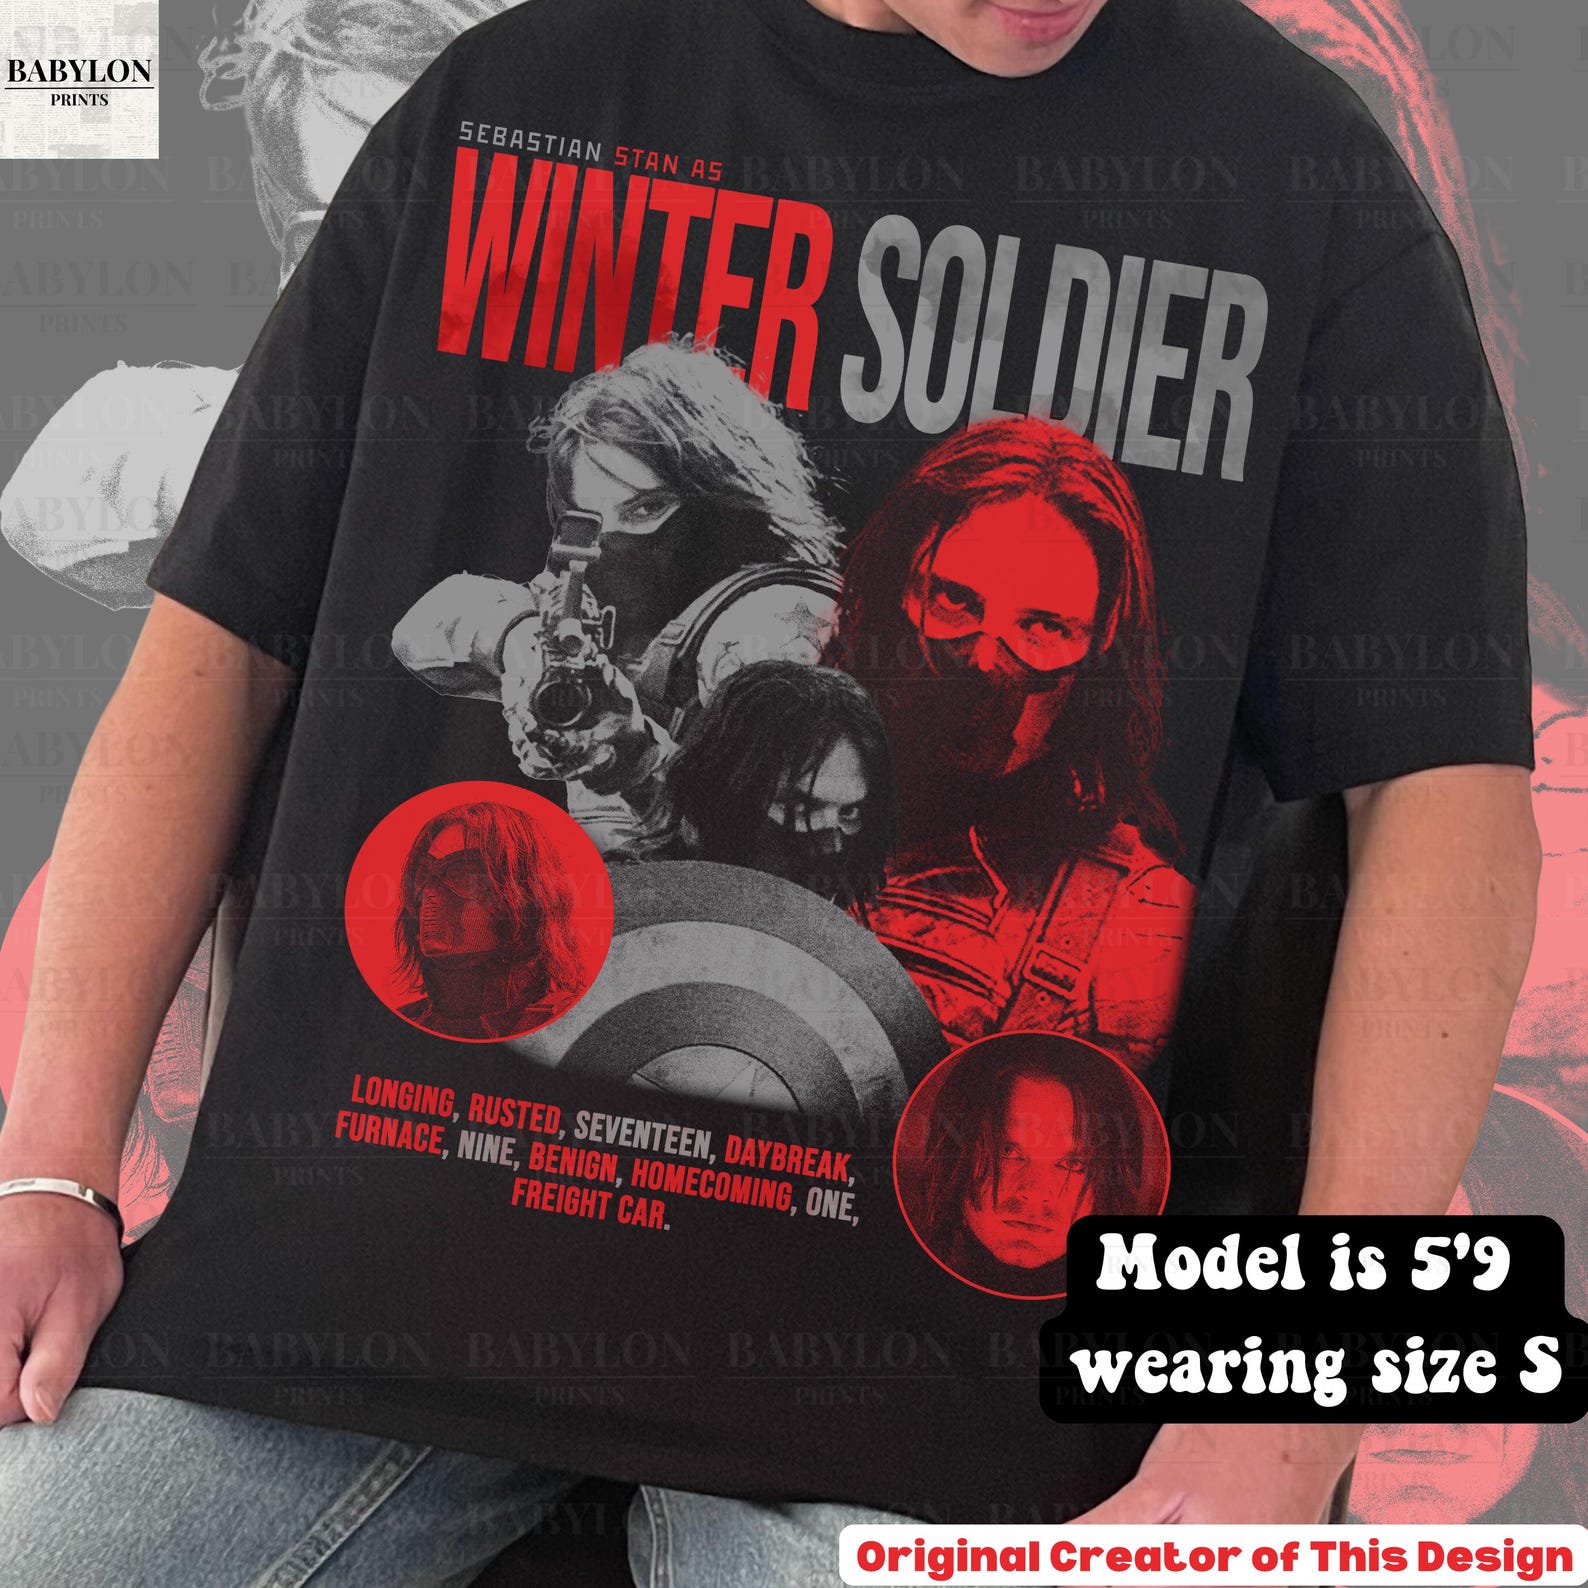 BABYLON
PRINTS
SEBASTIAN STAN AS
WINTER SOLDIER
LONGING, RUSTED, SEVENTEEN, DAYBREAK,
FURNACE, NINE, BENIGN, HOMECOMING, ONE,
FREIGHT CAR.
Model is 5'9
wearing size S
Original Creator of This Design